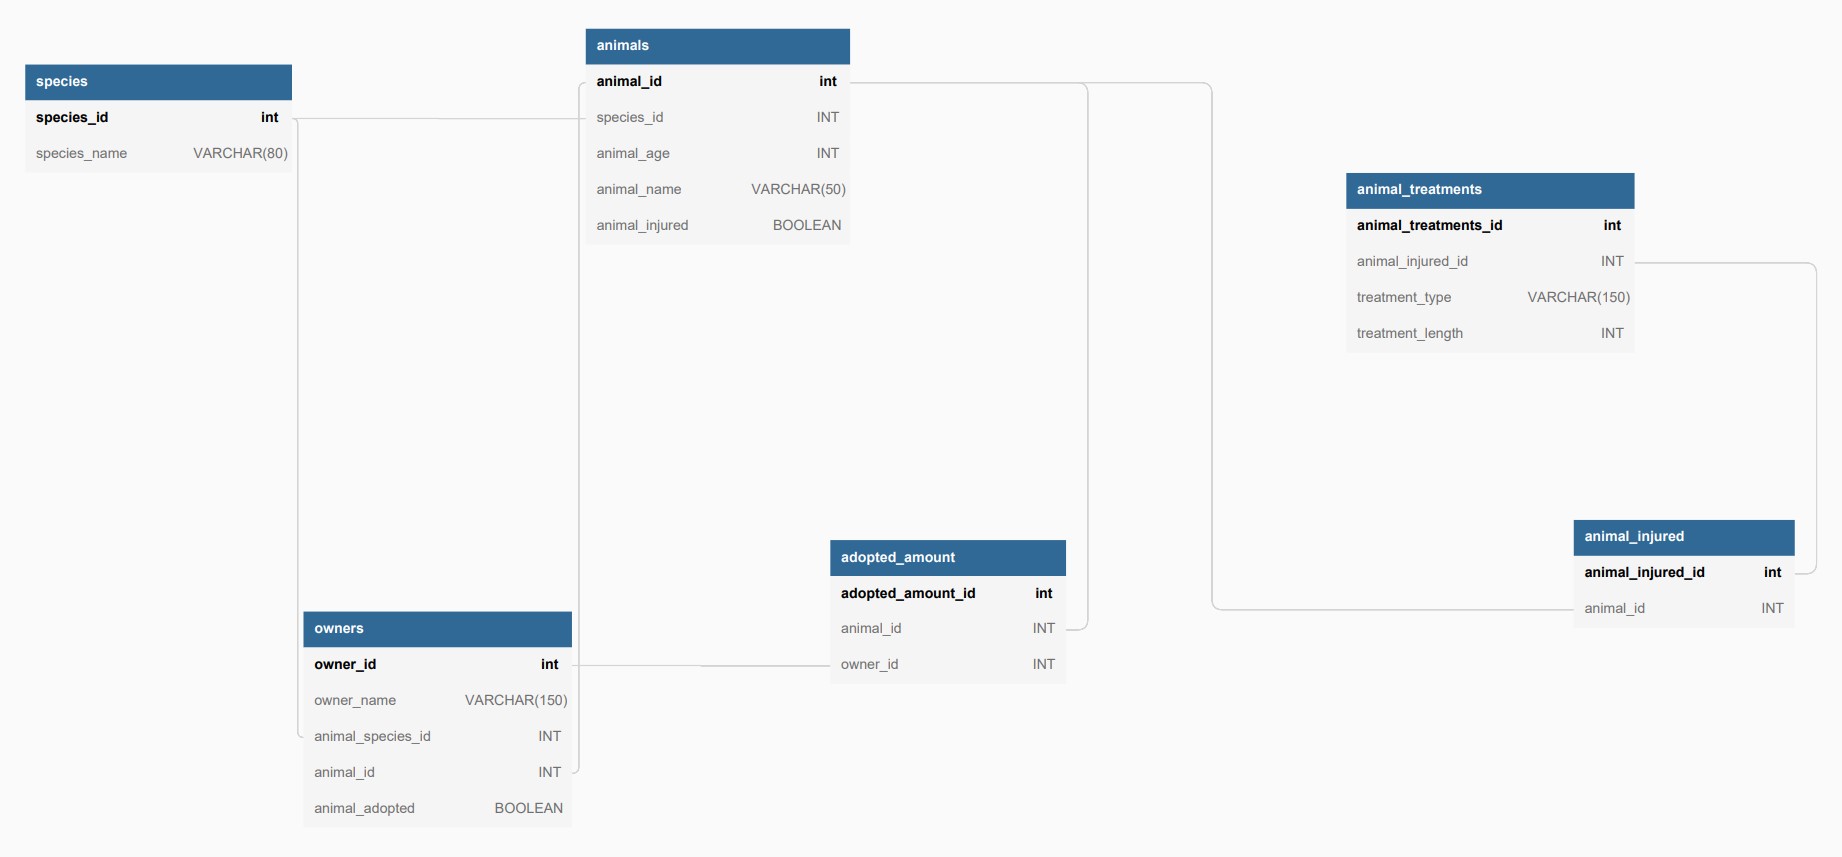 species
species_id int
species_name VARCHAR(80)
animals
animal_id int
species_id INT
animal_age INT
animal_name VARCHAR(50)
animal_injured BOOLEAN
animal_treatments
animal_treatments_id int
animal_injured_id INT
treatment_type VARCHAR(150)
treatment_length INT
owners
owner_id int
owner_name VARCHAR(150)
animal_species_id INT
animal_id INT
animal_adopted BOOLEAN
adopted_amount
adopted_amount_id int
animal_id INT
owner_id INT
animal_injured
animal_injured_id int
animal_id INT